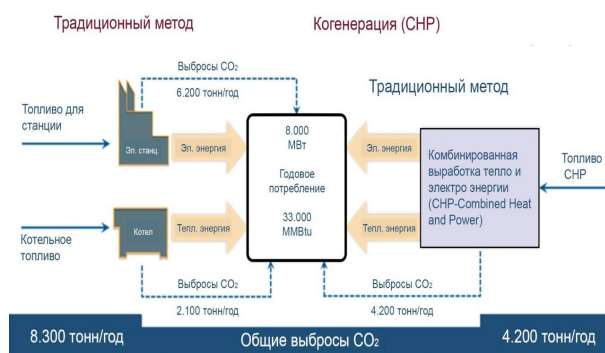 Традиционный метод
Когенерация (CHP)
Выбросы CO₂
6.200 тонн/год
Традиционный метод
Топливо для
станции
Эл. станц.
Эл. энергия
8.000
МВт
Годовое
потребление
33.000
MMBtu
Эл. энергия
Комбинированная
выработка тепло и
электро энергии
(CHP-Combined Heat
and Power)
Топливо
CHP
Котельное
топливо
Котел
Тепл. энергия
Тепл. энергия
Выбросы CO₂
2.100 тонн/год
Выбросы CO₂
4.200 тонн/год
8.300 тонн/год
Общие выбросы CO₂
4.200 тонн/год